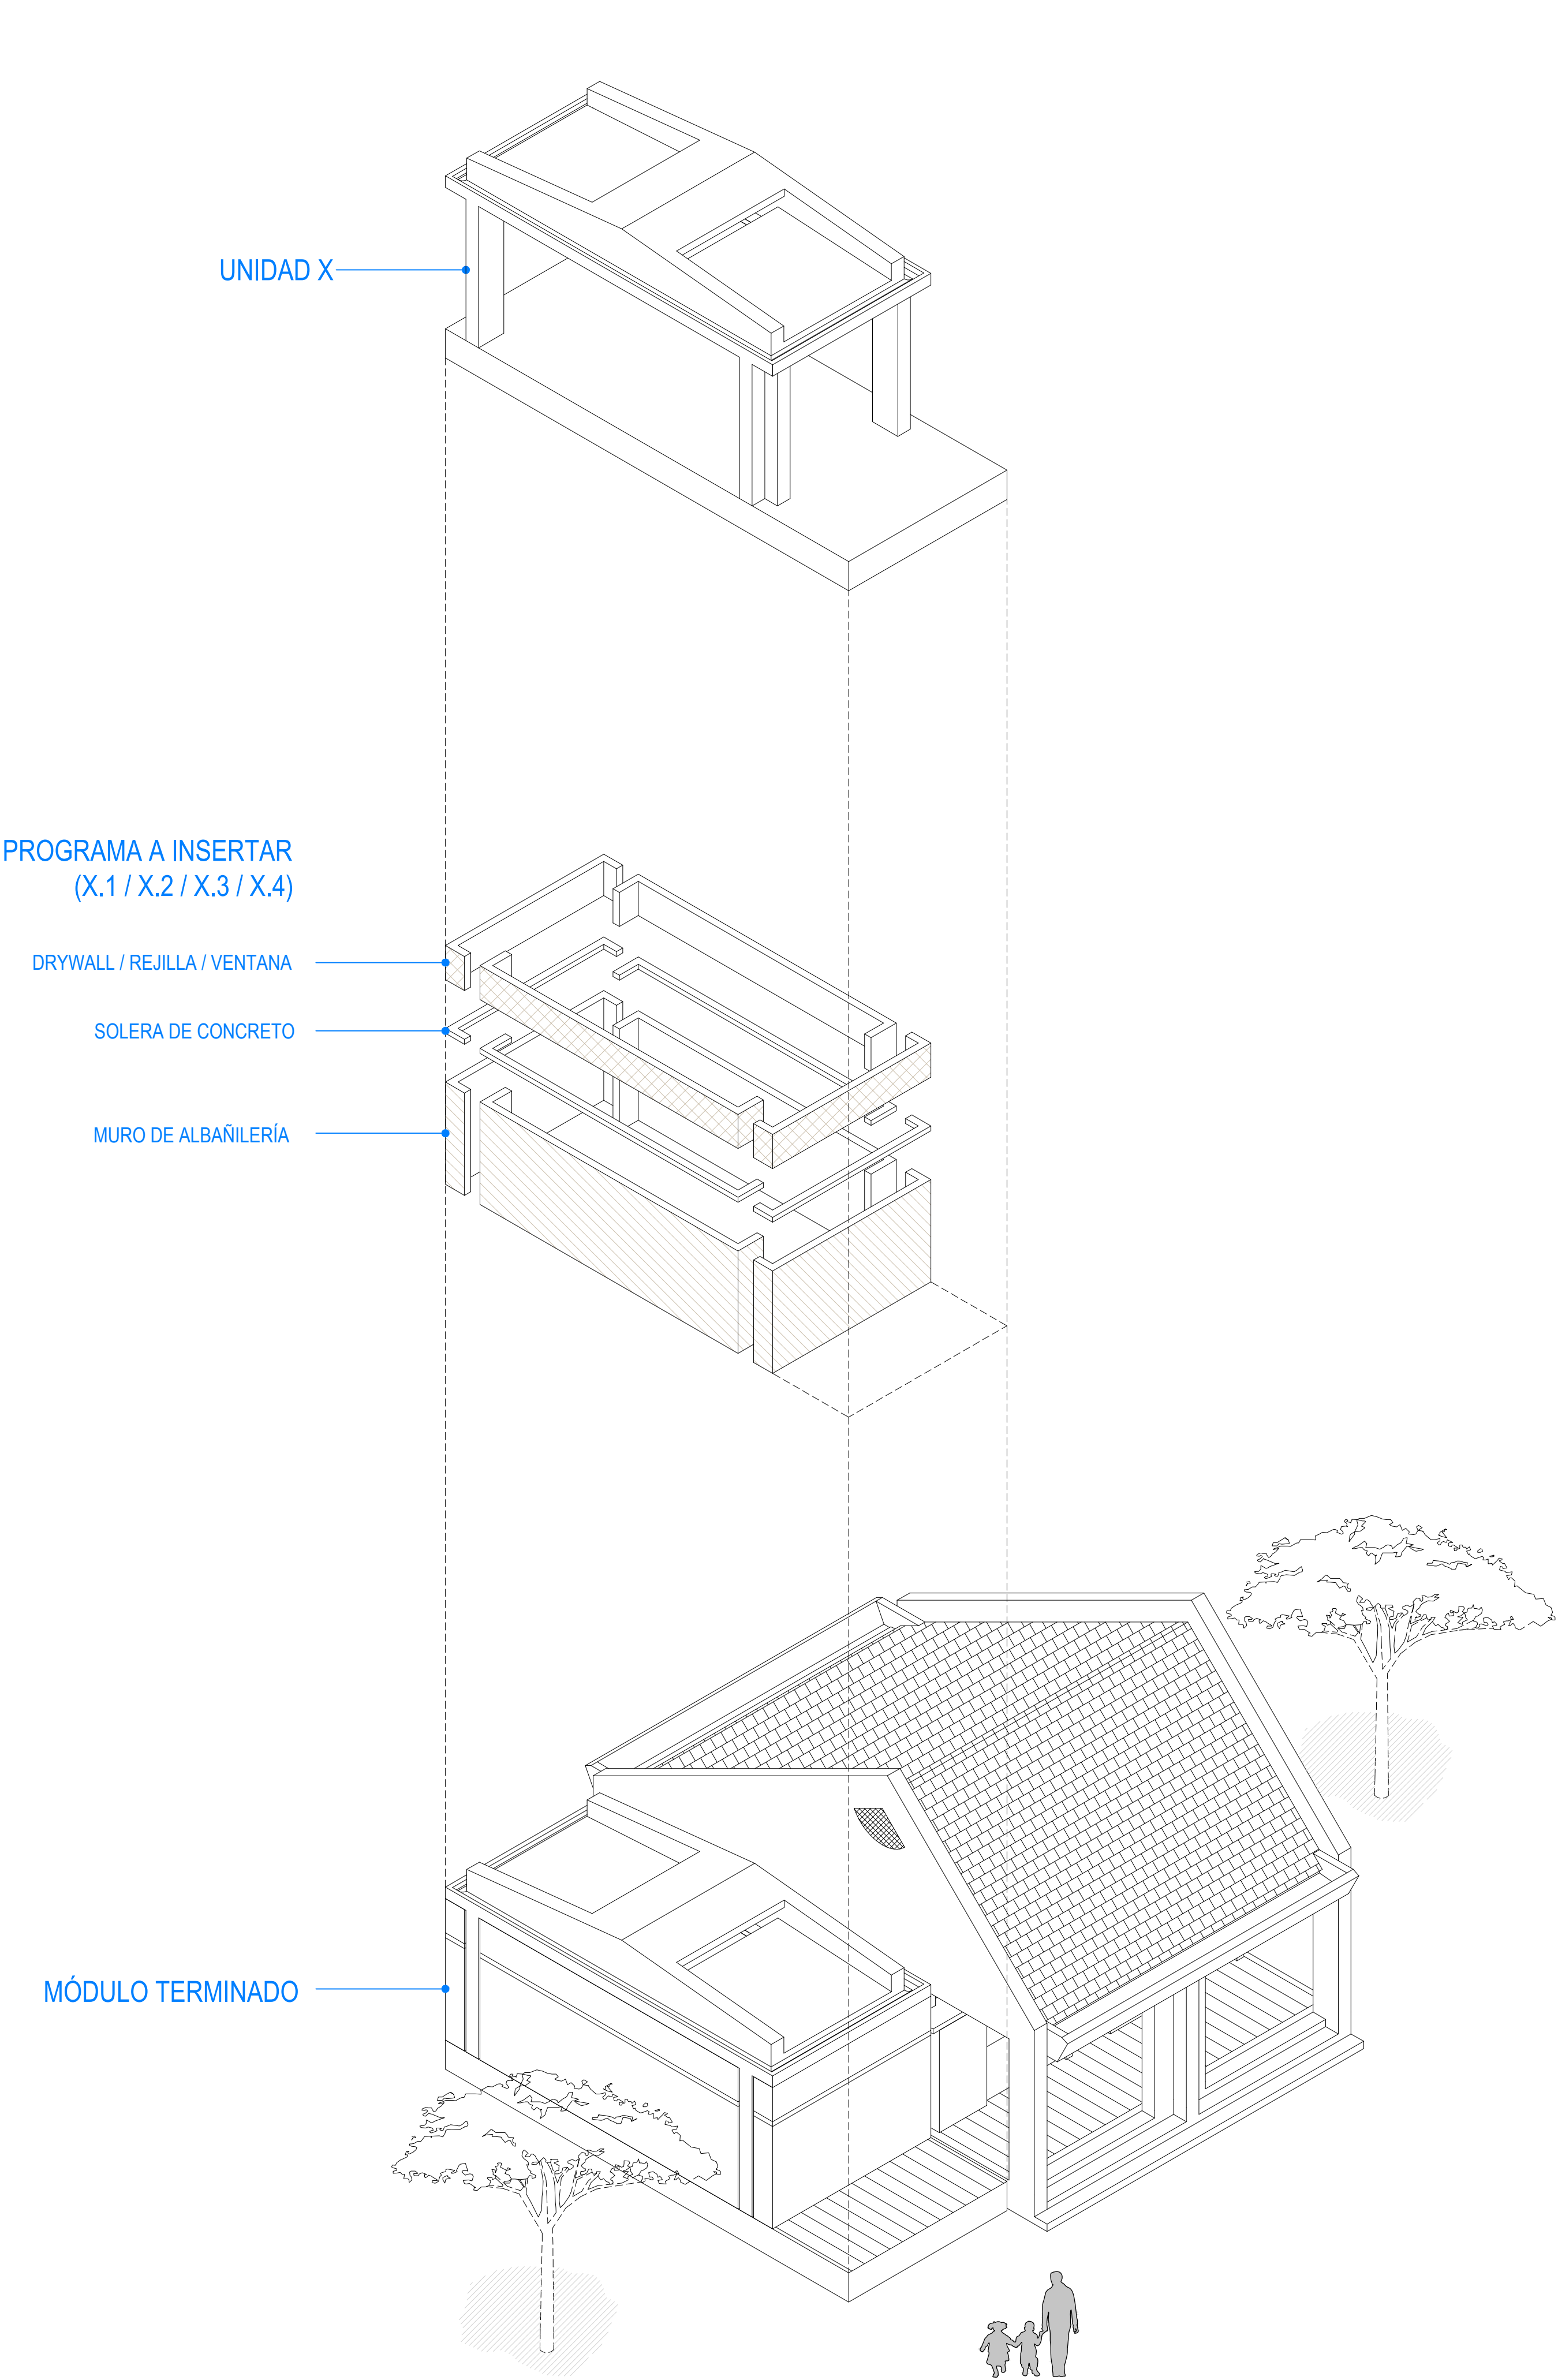 UNIDAD X
PROGRAMA A INSERTAR
(X.1 / X.2 / X.3 / X.4)
DRYWALL / REJILLA / VENTANA
SOLERA DE CONCRETO
MURO DE ALBAÑILERÍA
MÓDULO TERMINADO